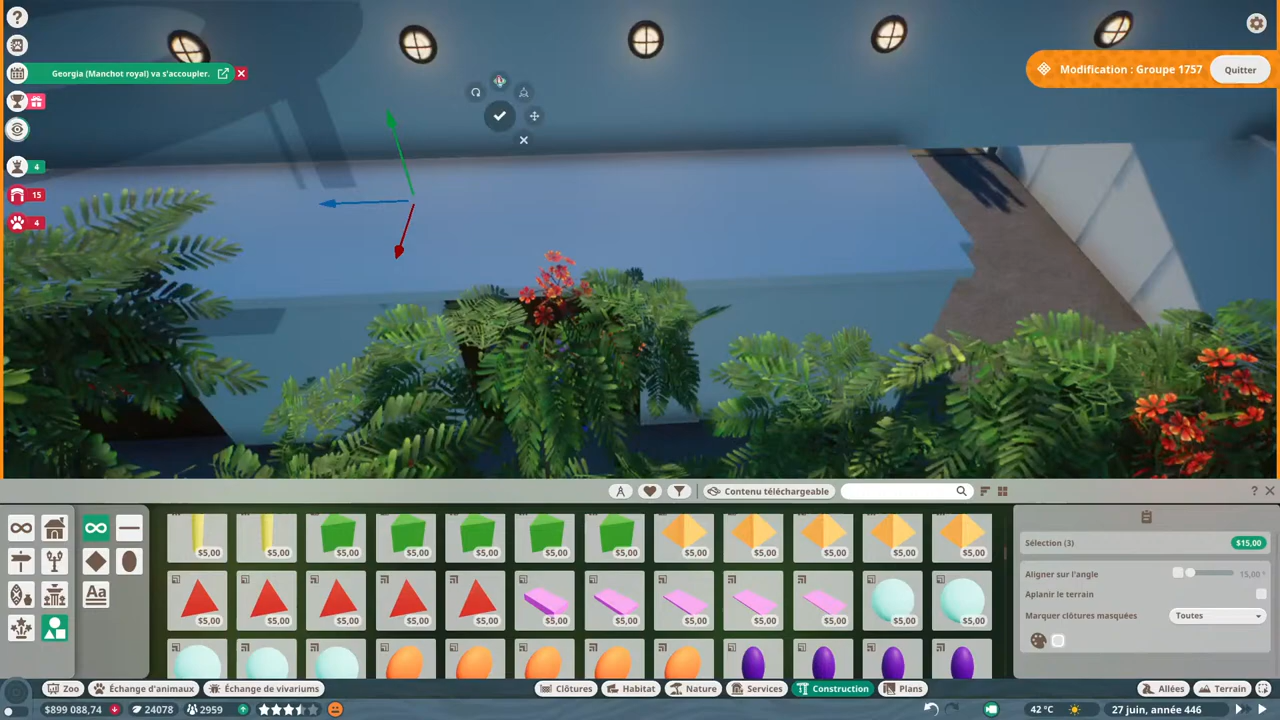 ?
Georgia (Manchot royal) va s'accoupler.
Modification : Groupe 1757
Quitter
4
15
4
Contenu téléchargeable
?
$5,00 $5,00 $5,00 $5,00 $5,00 $5,00 $5,00 $5,00 $5,00 $5,00 $5,00 $5,00
Sélection (3)
$15,00
Aligner sur l'angle
15,00 °
Aplanir le terrain
Aa
$5,00 $5,00 $5,00 $5,00 $5,00 $5,00 $5,00 $5,00 $5,00 $5,00 $5,00 $5,00
Marquer clôtures masquées
Toutes
Zoo
Échange d'animaux
Échange de vivariums
Clôtures
Habitat
Nature
Services
Construction
Plans
Allées
Terrain
$899 088,74
24078
2959
42 °C
27 juin, année 446